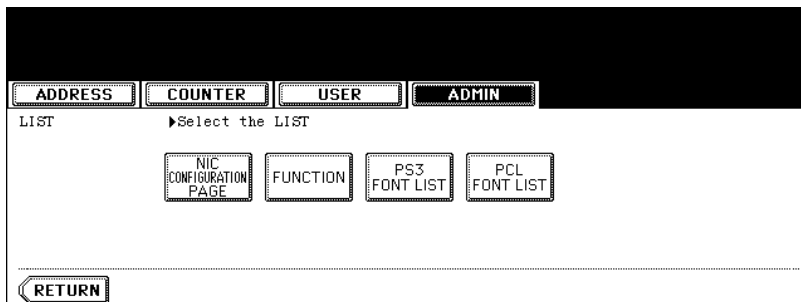 ADDRESS COUNTER USER ADMIN
LIST ▶Select the LIST
NIC CONFIGURATION PAGE
FUNCTION
PS3 FONT LIST
PCL FONT LIST
RETURN